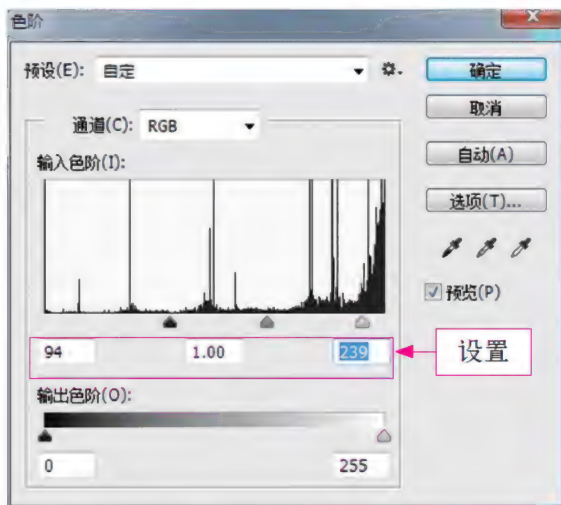 色阶
预设(E): 自定
确定
取消
通道(C): RGB
自动(A)
输入色阶(I):
选项(T)...
预览(P)
94 1.00 239
设置
输出色阶(O):
0 255